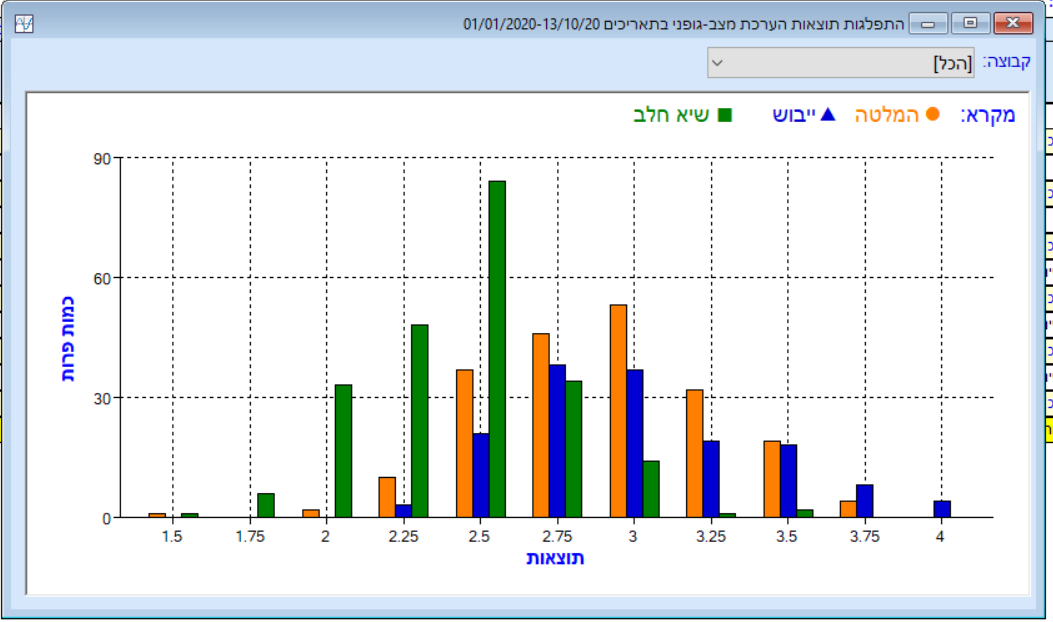 התפלגות תוצאות הערכת מצב-גופני בתאריכים 01/01/2020-13/10/20
קבוצה: [הכל]
מקרא: המלטה ייבוש שיא חלב
90
60
30
0
כמות פרות
1.5 1.75 2 2.25 2.5 2.75 3 3.25 3.5 3.75 4
תוצאות